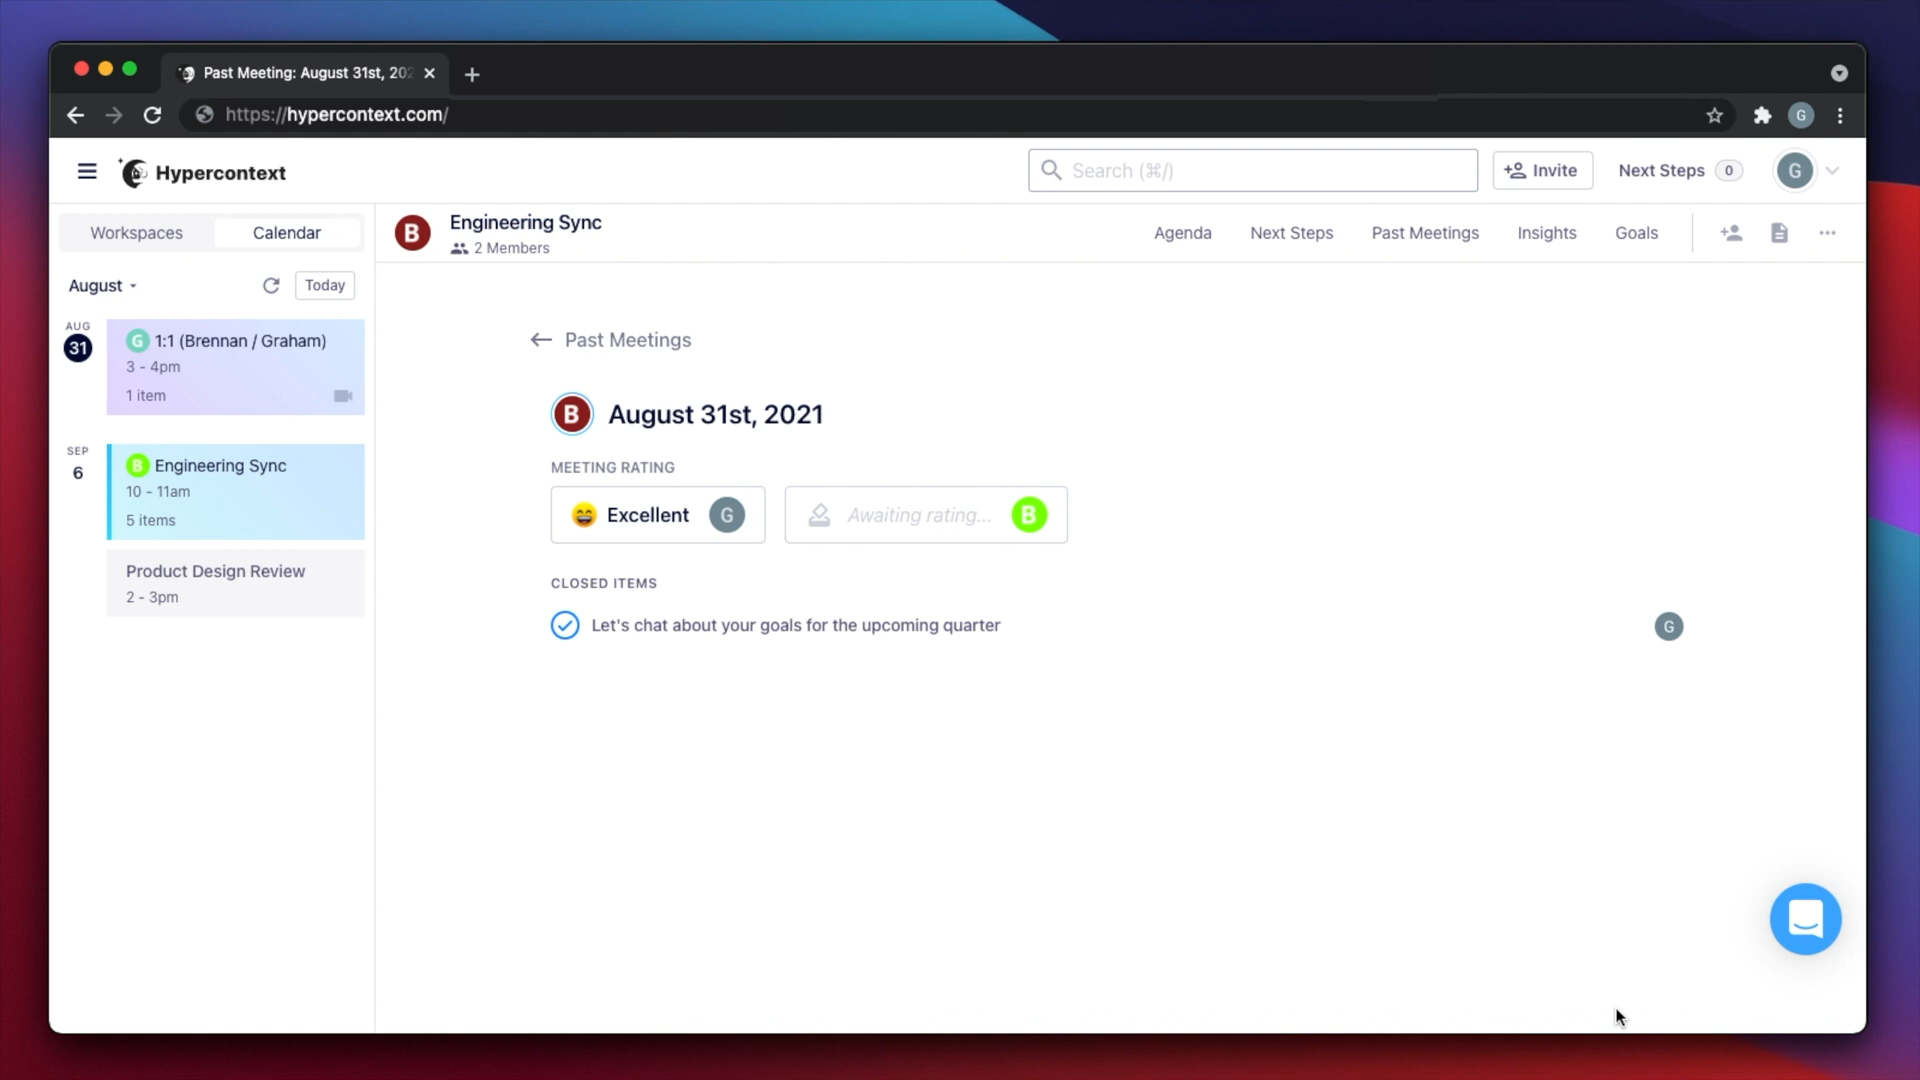 Past Meeting: August 31st, 202
https://hypercontext.com/
G
Hypercontext
Search (⌘/)
Invite
Next Steps 0
G
Workspaces
Calendar
B
Engineering Sync
2 Members
Agenda
Next Steps
Past Meetings
Insights
Goals
August
Today
AUG
31
G 1:1 (Brennan / Graham)
3 - 4pm
1 item
SEP
6
B Engineering Sync
10 - 11am
5 items
Product Design Review
2 - 3pm
Past Meetings
B August 31st, 2021
MEETING RATING
Excellent G
Awaiting rating... B
CLOSED ITEMS
Let's chat about your goals for the upcoming quarter
G